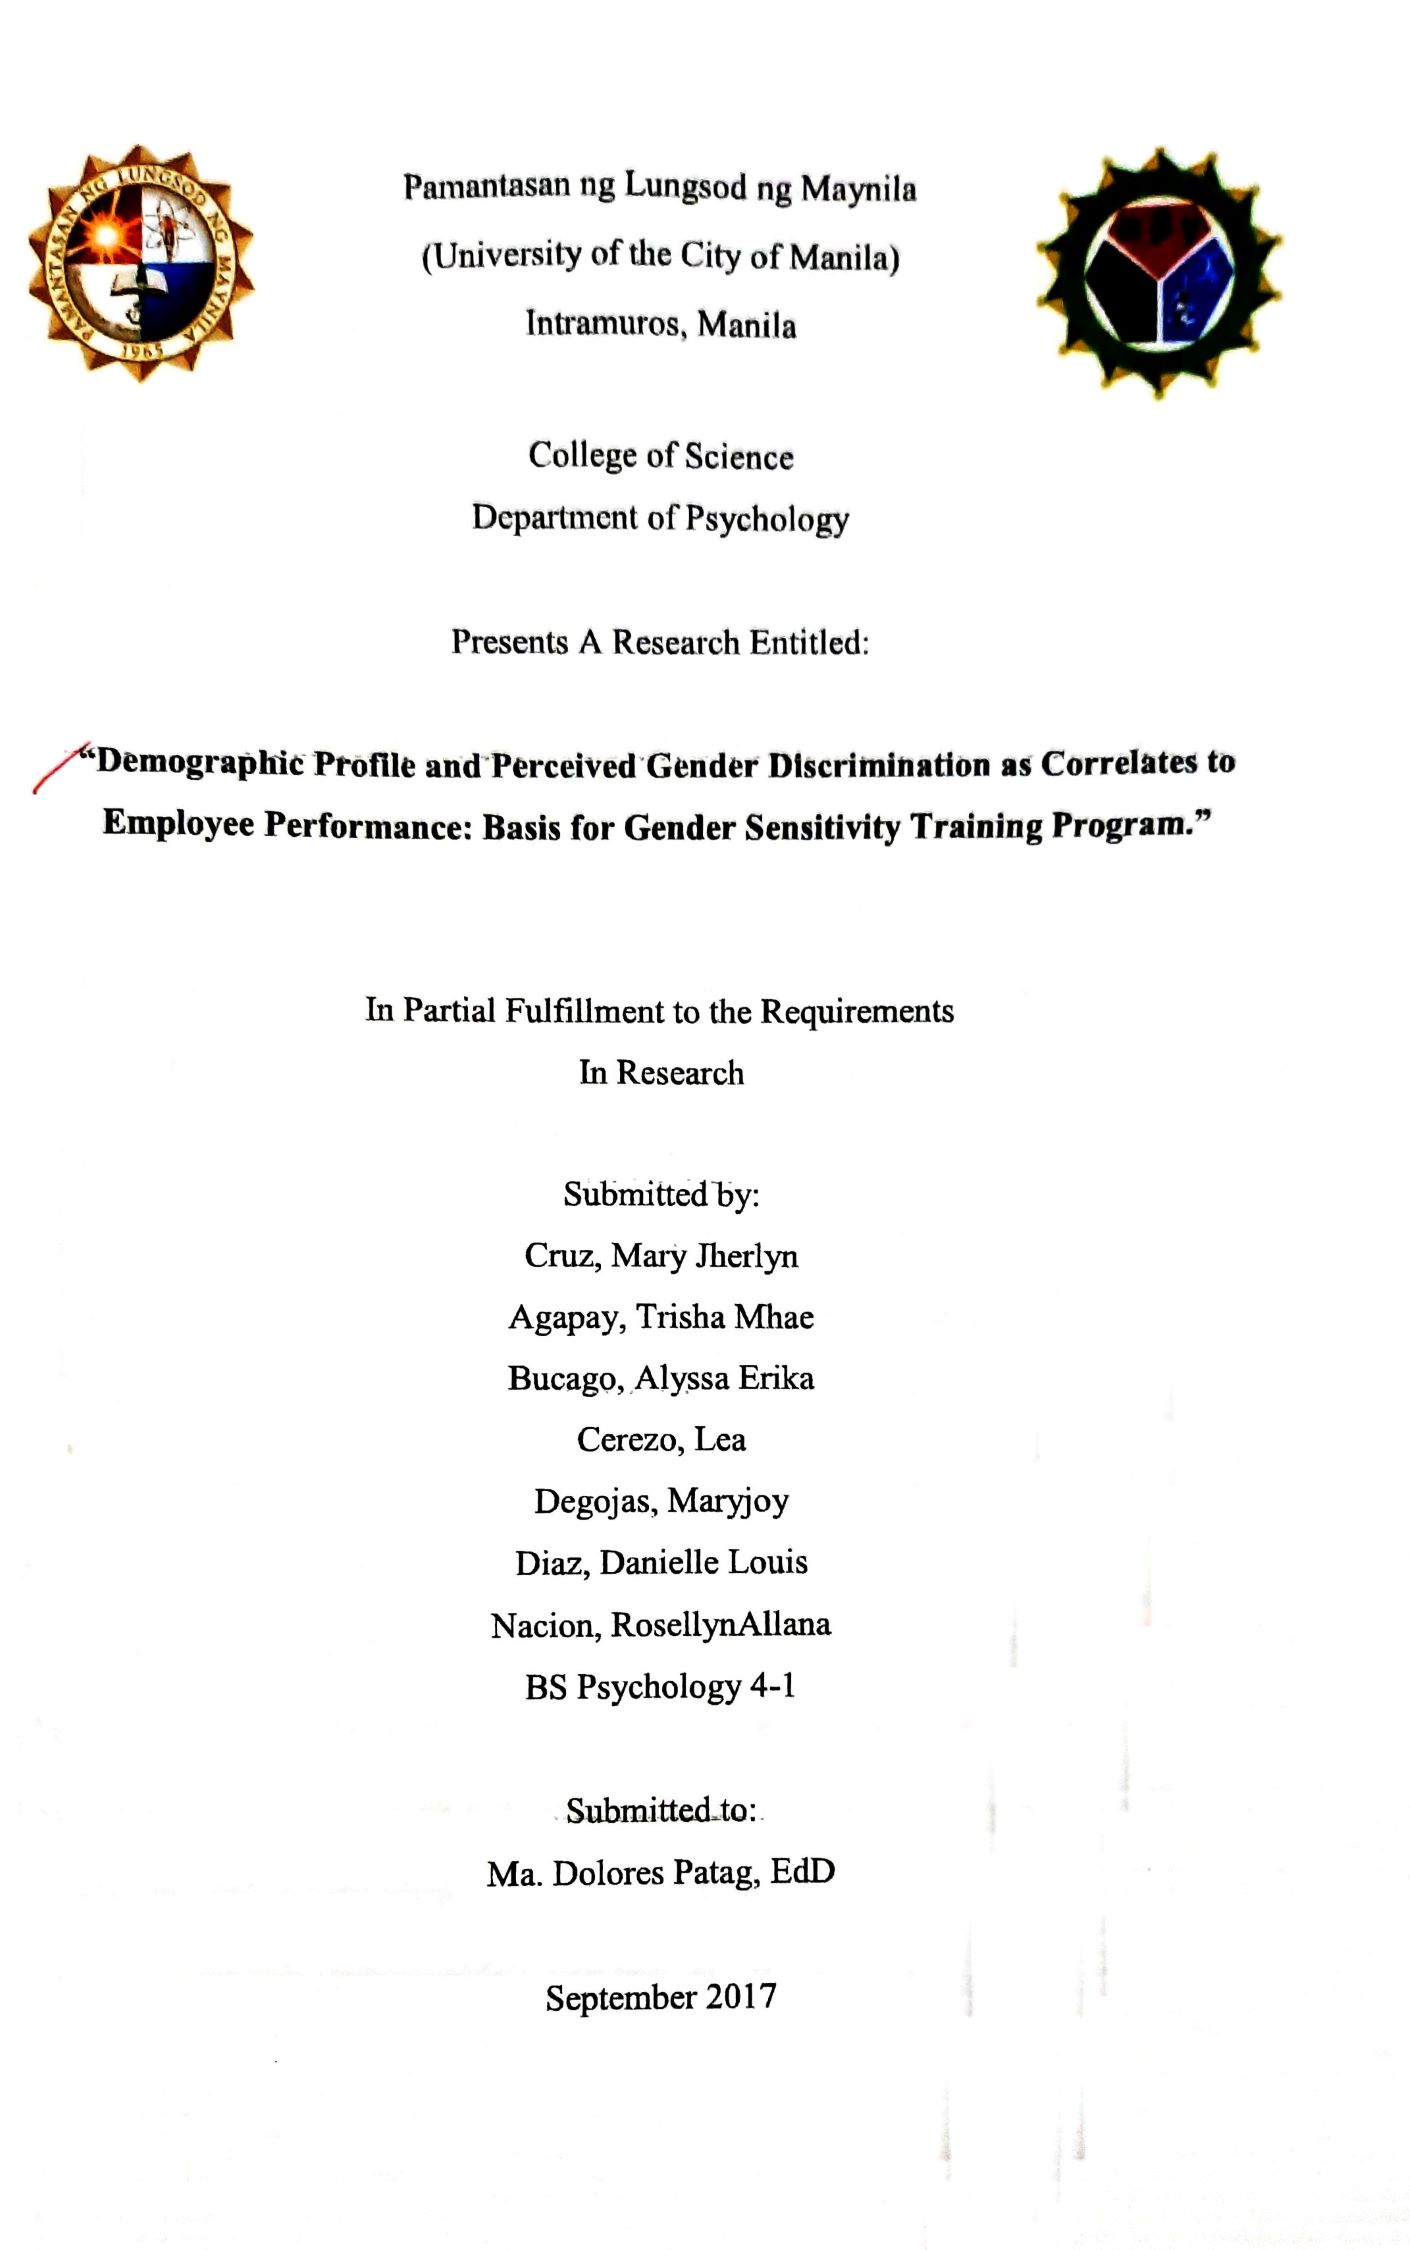 PAMANTASAN NG LUNGSOD NG MAYNILA
1965
Pamantasan ng Lungsod ng Maynila
(University of the City of Manila)
Intramuros, Manila
College of Science
Department of Psychology
Presents A Research Entitled:
“Demographic Profile and Perceived Gender Discrimination as Correlates to
Employee Performance: Basis for Gender Sensitivity Training Program.”
In Partial Fulfillment to the Requirements
In Research
Submitted by:
Cruz, Mary Jherlyn
Agapay, Trisha Mhae
Bucago, Alyssa Erika
Cerezo, Lea
Degojas, Maryjoy
Diaz, Danielle Louis
Nacion, RosellynAllana
BS Psychology 4-1
Submitted to:
Ma. Dolores Patag, EdD
September 2017